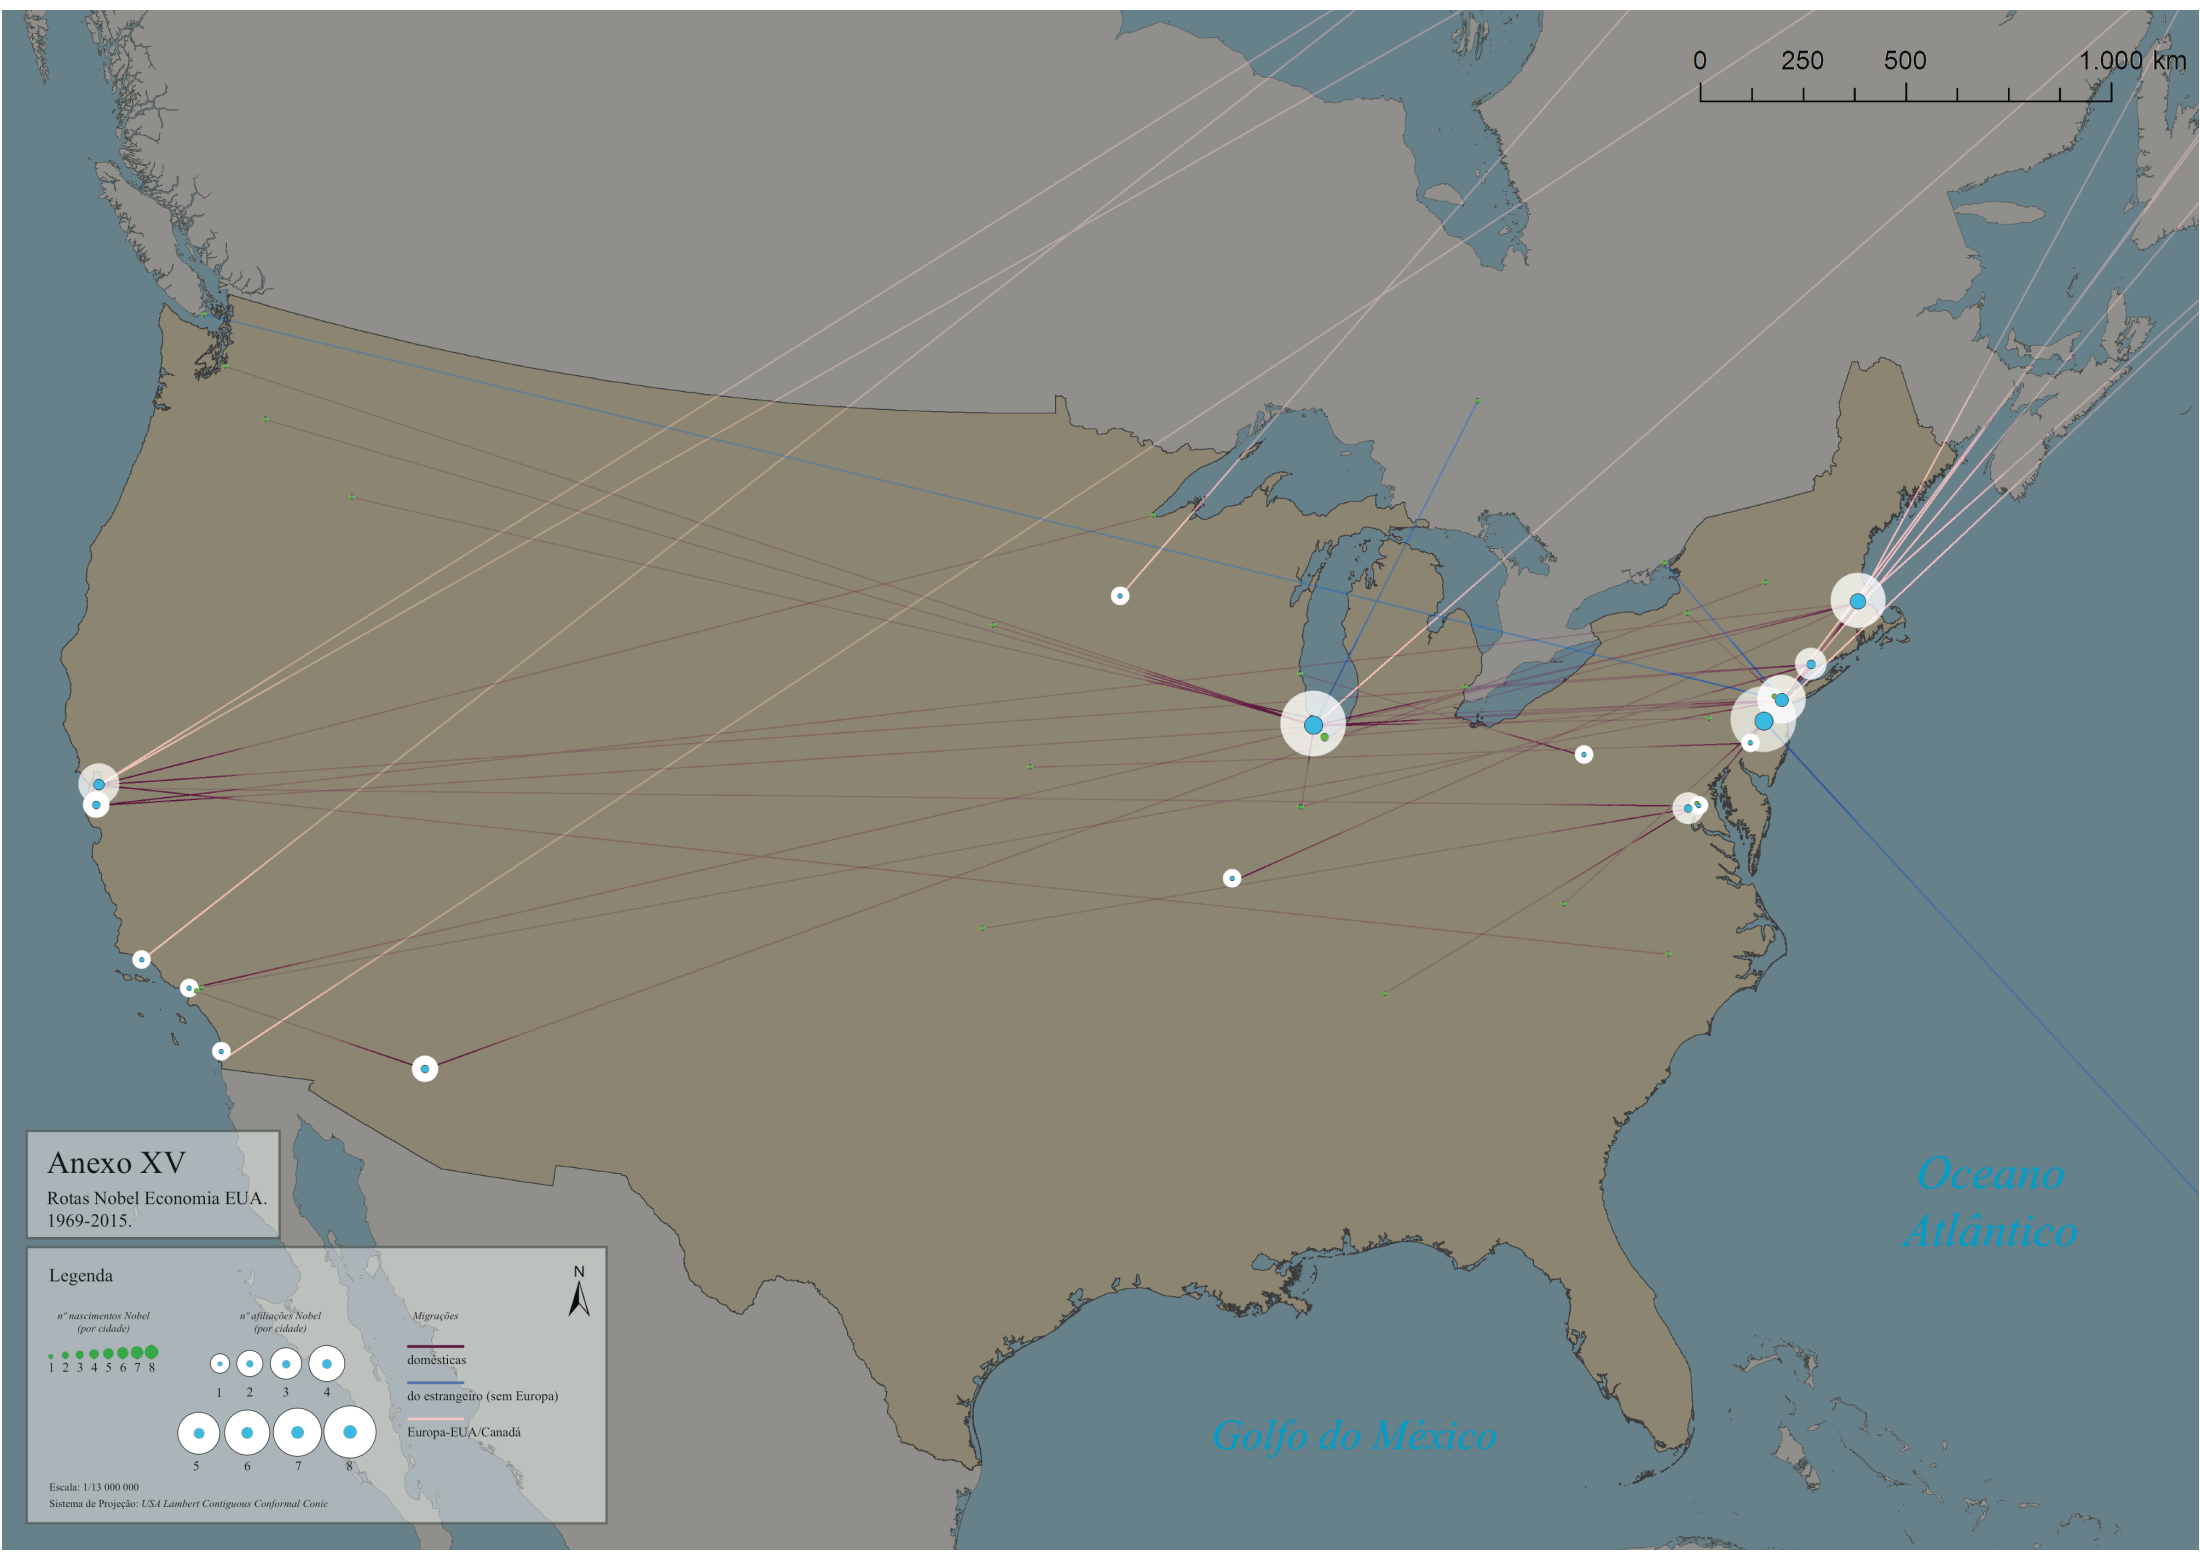 0 250 500 1.000 km
Oceano
Atlântico
Golfo do México
Anexo XV
Rotas Nobel Economia EUA.
1969-2015.
Legenda
N
nº nascimentos Nobel
(por cidade)
1 2 3 4 5 6 7 8
nº afiliações Nobel
(por cidade)
1 2 3 4
5 6 7 8
Migrações
domésticas
do estrangeiro (sem Europa)
Europa-EUA/Canadá
Escala: 1/13 000 000
Sistema de Projeção: USA Lambert Contiguous Conformal Conic